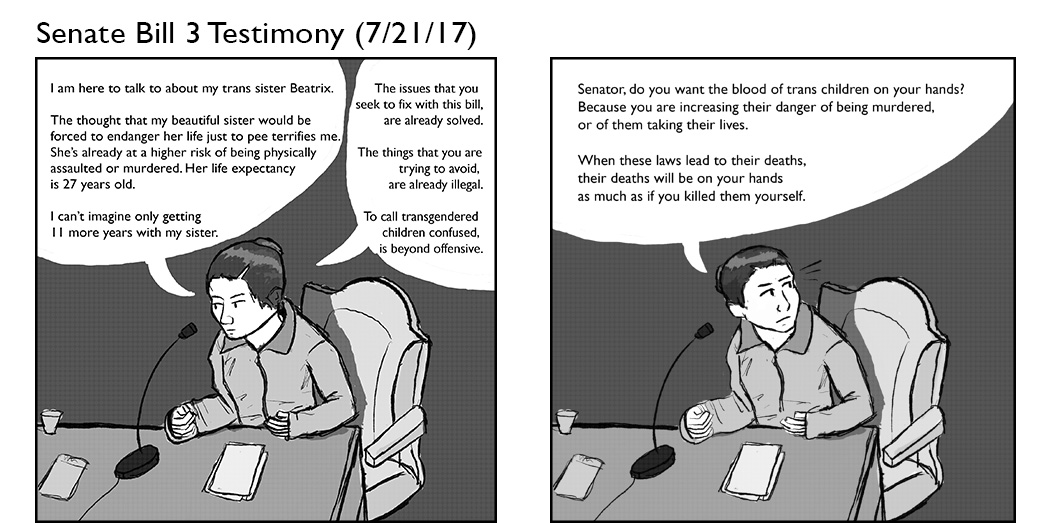 Senate Bill 3 Testimony (7/21/17)
I am here to talk to about my trans sister Beatrix.
The thought that my beautiful sister would be
forced to endanger her life just to pee terrifies me.
She's already at a higher risk of being physically
assaulted or murdered. Her life expectancy
is 27 years old.
I can't imagine only getting
11 more years with my sister.
The issues that you
seek to fix with this bill,
are already solved.
The things that you are
trying to avoid,
are already illegal.
To call transgendered
children confused,
is beyond offensive.
Senator, do you want the blood of trans children on your hands?
Because you are increasing their danger of being murdered,
or of them taking their lives.
When these laws lead to their deaths,
their deaths will be on your hands
as much as if you killed them yourself.